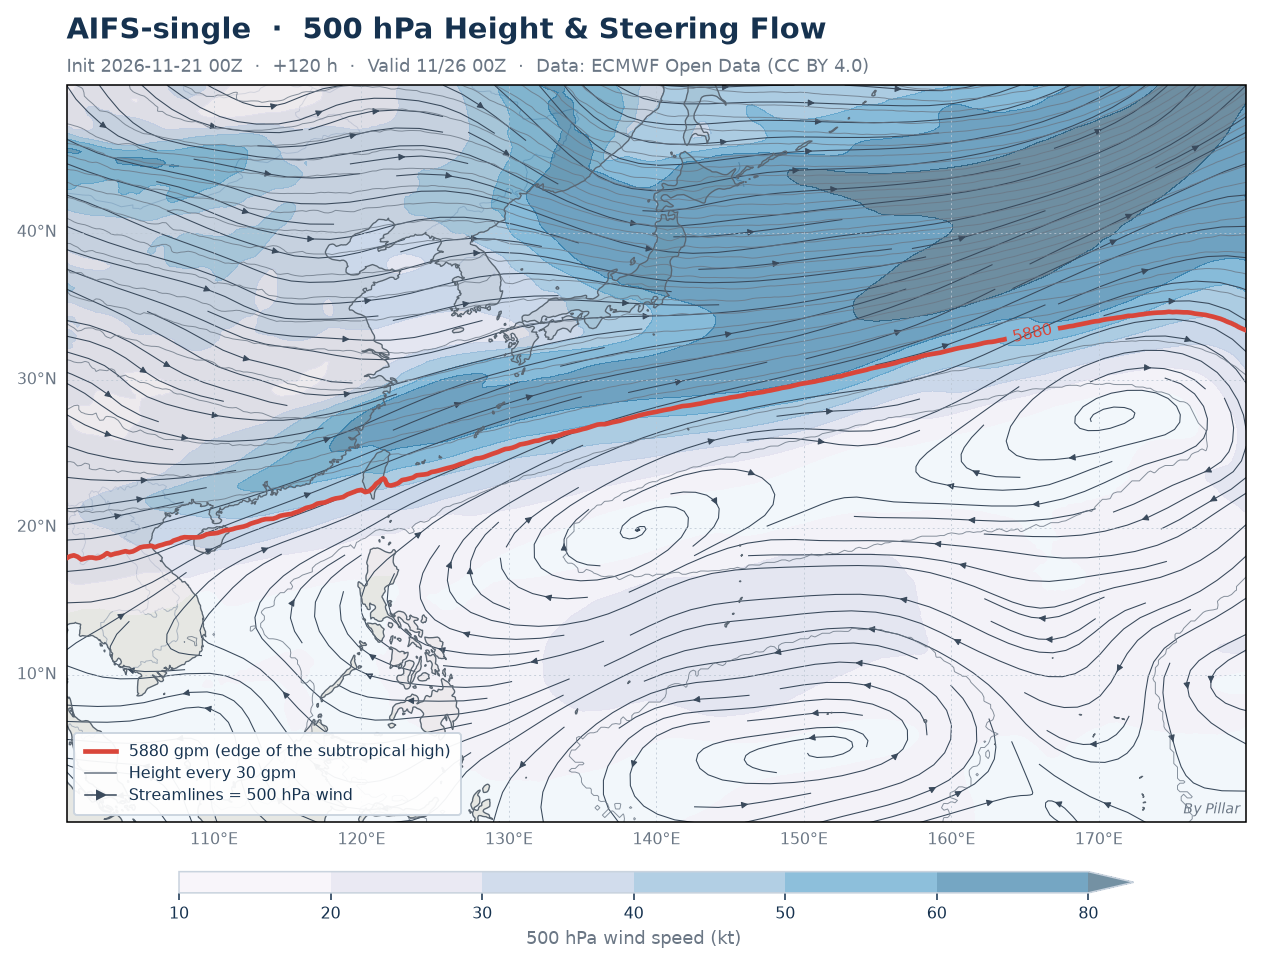 AIFS-single · 500 hPa Height & Steering Flow
Init 2026-11-21 00Z · +120 h · Valid 11/26 00Z · Data: ECMWF Open Data (CC BY 4.0)
40°N
30°N
20°N
10°N
5880
5880 gpm (edge of the subtropical high)
Height every 30 gpm
Streamlines = 500 hPa wind
By Pillar
110°E 120°E 130°E 140°E 150°E 160°E 170°E
10 20 30 40 50 60 80
500 hPa wind speed (kt)